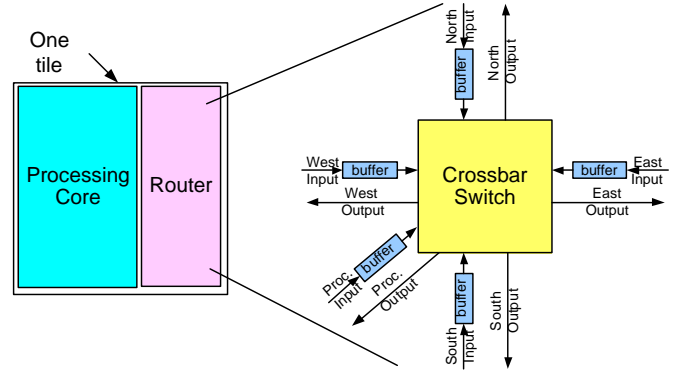 One
tile
Processing
Core
Router
North
Input
buffer
North
Output
West
Input
buffer
West
Output
Crossbar
Switch
buffer
East
Input
East
Output
Proc.
Input
buffer
Proc.
Output
buffer
South
Input
South
Output